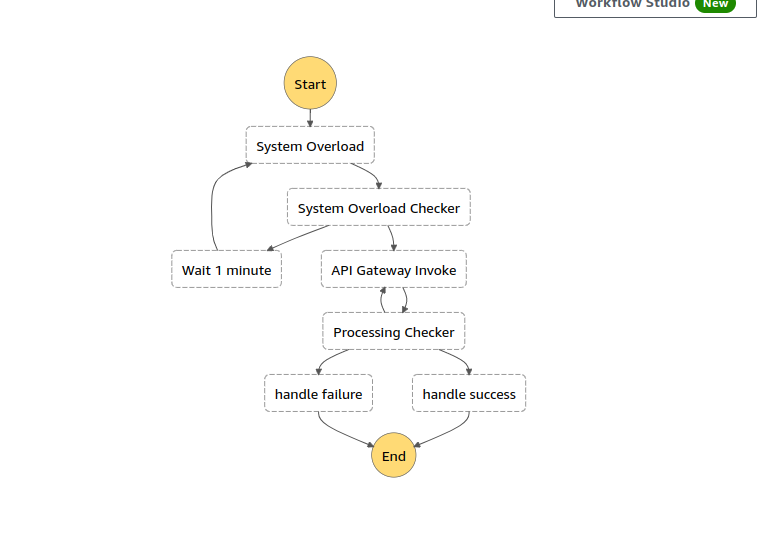 Workflow Studio New
Start
System Overload
System Overload Checker
Wait 1 minute
API Gateway Invoke
Processing Checker
handle failure
handle success
End